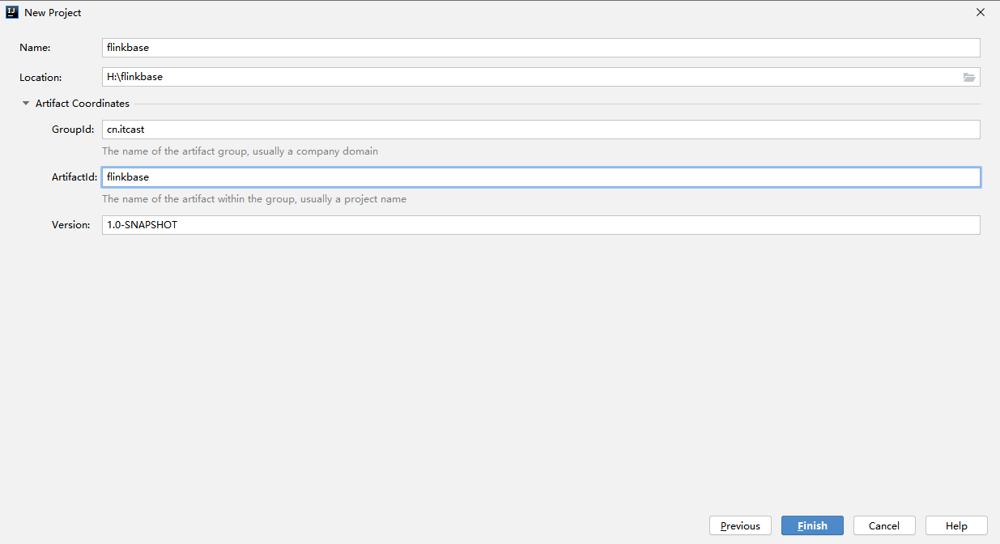 IJ New Project
Name: flinkbase
Location: H:\flinkbase
Artifact Coordinates
GroupId: cn.itcast
The name of the artifact group, usually a company domain
ArtifactId: flinkbase
The name of the artifact within the group, usually a project name
Version: 1.0-SNAPSHOT
Previous Finish Cancel Help